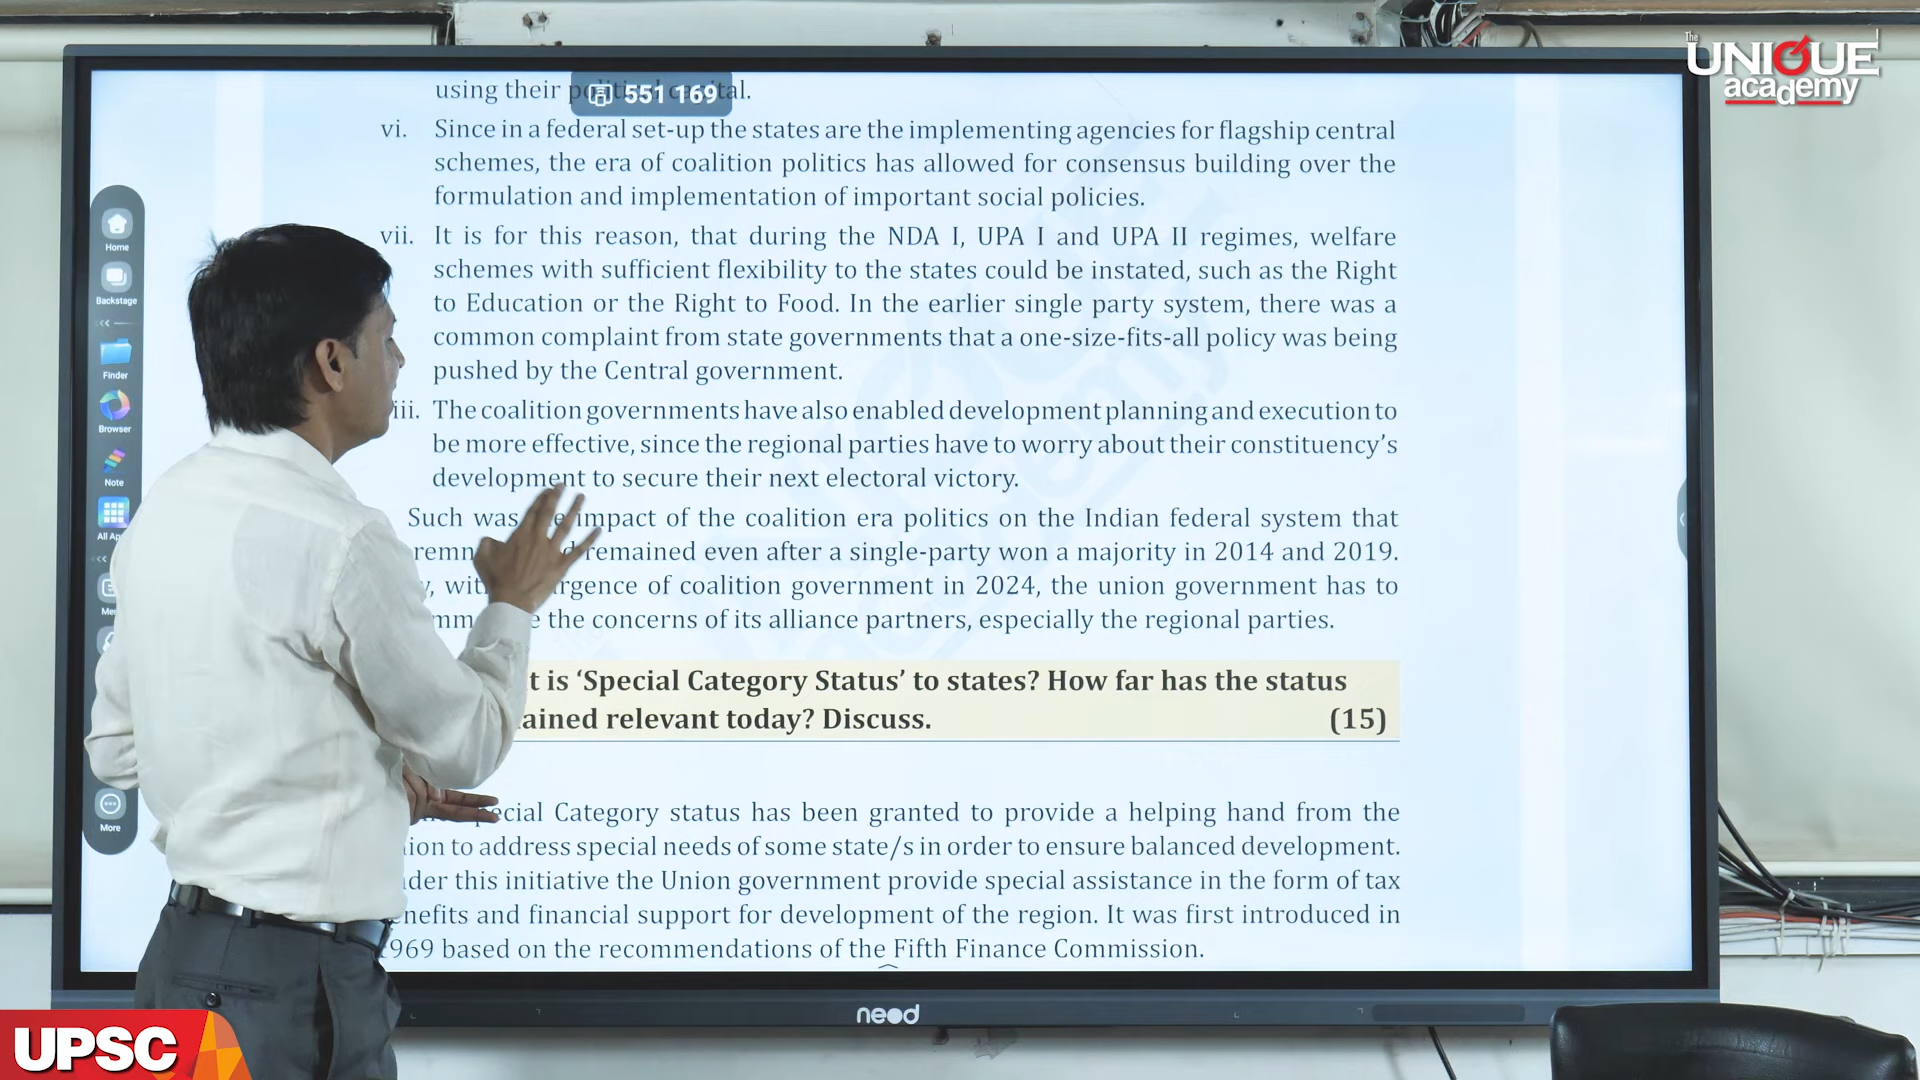 The
UNIQUE
academy
using their
551 169
vi. Since in a federal set-up the states are the implementing agencies for flagship central
schemes, the era of coalition politics has allowed for consensus building over the
formulation and implementation of important social policies.
vii. It is for this reason, that during the NDA I, UPA I and UPA II regimes, welfare
schemes with sufficient flexibility to the states could be instated, such as the Right
to Education or the Right to Food. In the earlier single party system, there was a
common complaint from state governments that a one-size-fits-all policy was being
pushed by the Central government.
iii. The coalition governments have also enabled development planning and execution to
be more effective, since the regional parties have to worry about their constituency's
development to secure their next electoral victory.
Such was impact of the coalition era politics on the Indian federal system that
remained even after a single-party won a majority in 2014 and 2019.
rgence of coalition government in 2024, the union government has to
the concerns of its alliance partners, especially the regional parties.
t is ‘Special Category Status’ to states? How far has the status
ained relevant today? Discuss. (15)
pecial Category status has been granted to provide a helping hand from the
ion to address special needs of some state/s in order to ensure balanced development.
der this initiative the Union government provide special assistance in the form of tax
enefits and financial support for development of the region. It was first introduced in
1969 based on the recommendations of the Fifth Finance Commission.
Home
Backstage
Finder
Browser
Note
All Ap
More
neod
UPSC